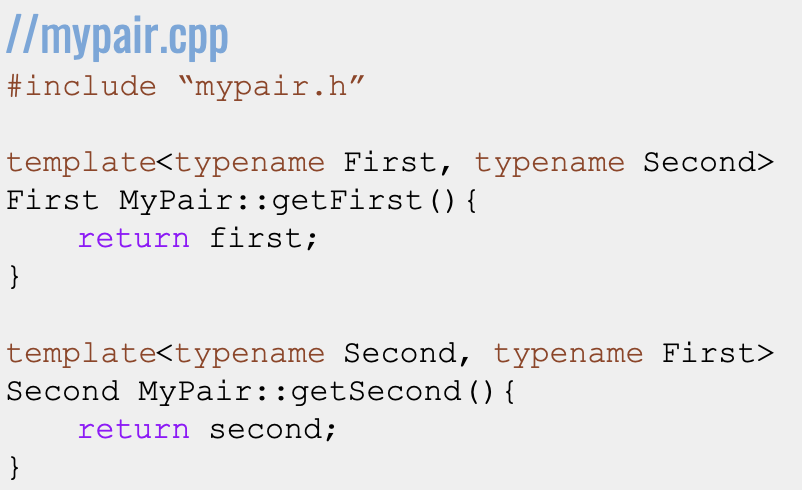 //mypair.cpp
#include “mypair.h”
template<typename First, typename Second>
First MyPair::getFirst(){
return first;
}
template<typename Second, typename First>
Second MyPair::getSecond(){
return second;
}